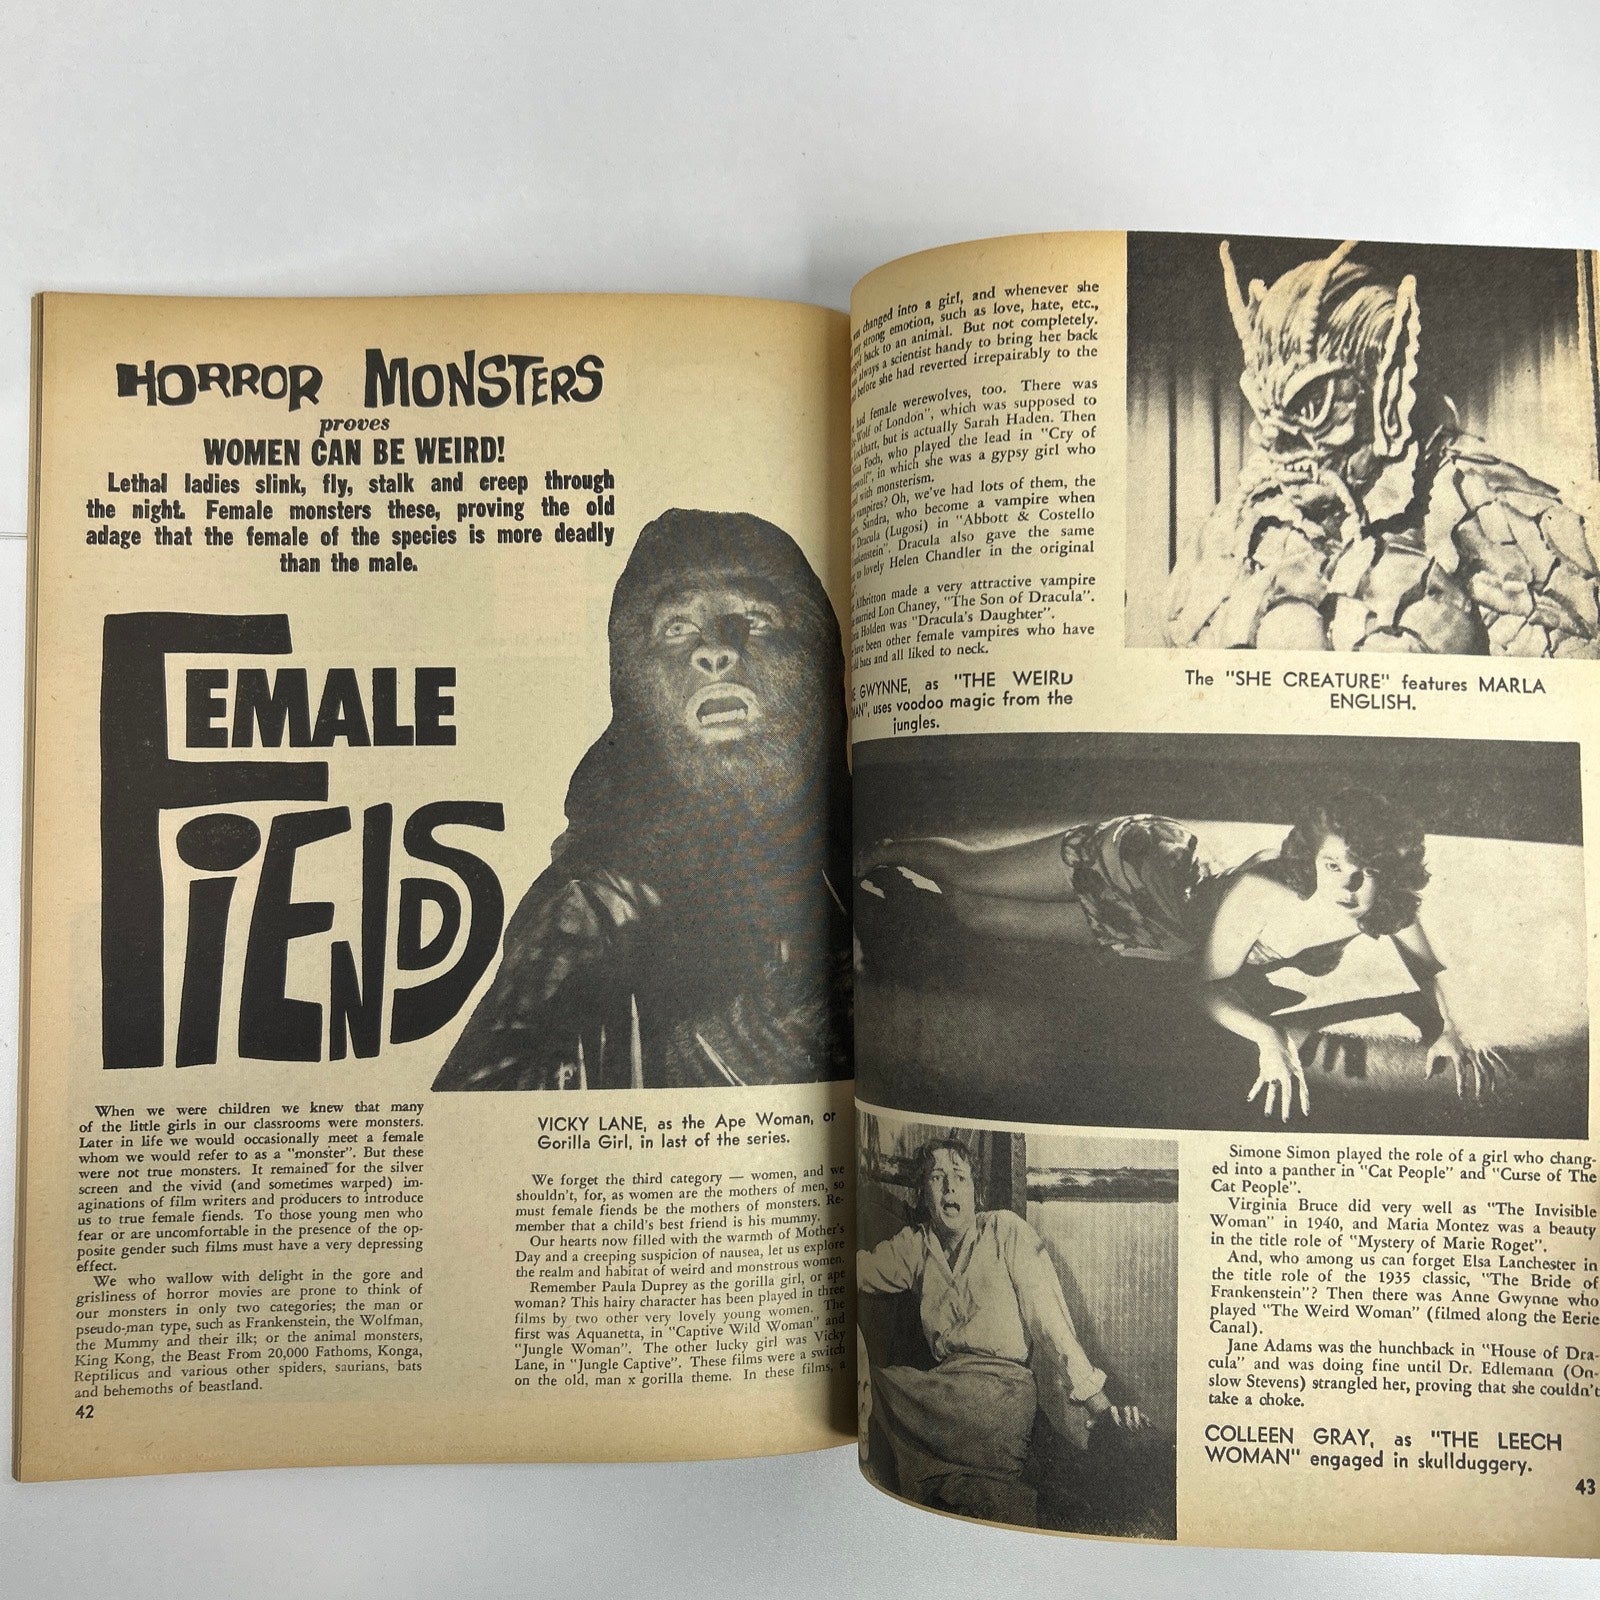 HORROR MONSTERS
proves
WOMEN CAN BE WEIRD!
Lethal ladies slink, fly, stalk and creep through
the night. Female monsters these, proving the old
adage that the female of the species is more deadly
than the male.
FEMALE
FIENDS
When we were children we knew that many
of the little girls in our classrooms were monsters.
Later in life we would occasionally meet a female
whom we would refer to as a "monster". But these
were not true monsters. It remained for the silver
screen and the vivid (and sometimes warped) im-
aginations of film writers and producers to introduce
us to true female fiends. To those young men who
fear or are uncomfortable in the presence of the op-
posite gender such films must have a very depressing
effect.
We who wallow with delight in the gore and
grisliness of horror movies are prone to think of
our monsters in only two categories; the man or
pseudo-man type, such as Frankenstein, the Wolfman,
the Mummy and their ilk; or the animal monsters,
King Kong, the Beast From 20,000 Fathoms, Konga,
Reptilicus and various other spiders, saurians, bats
and behemoths of beastland.
42
VICKY LANE, as the Ape Woman, or
Gorilla Girl, in last of the series.
We forget the third category — women, and we
shouldn't, for, as women are the mothers of men, so
must female fiends be the mothers of monsters. Re-
member that a child's best friend is his mummy.
Our hearts now filled with the warmth of Mother's
Day and a creeping suspicion of nausea, let us explore
the realm and habitat of weird and monstrous women.
Remember Paula Duprey as the gorilla girl, or ape
woman? This hairy character has been played in three
films by two other very lovely young women. The
first was Aquanetta, in "Captive Wild Woman" and
"Jungle Woman". The other lucky girl was Vicky
Lane, in "Jungle Captive". These films were a switch
on the old, man x gorilla theme. In these films, a
was changed into a girl, and whenever she
any strong emotion, such as love, hate, etc.,
back to an animal. But not completely.
always a scientist handy to bring her back
before she had reverted irrepairably to the
had female werewolves, too. There was
Wolf of London", which was supposed to
Lockhart, but is actually Sarah Haden. Then
Nina Foch, who played the lead in "Cry of
in which she was a gypsy girl who
with monsterism.
vampires? Oh, we've had lots of them, the
Sandra, who become a vampire when
Dracula (Lugosi) in "Abbott & Costello
Dracula also gave the same
to lovely Helen Chandler in the original
Allbritton made a very attractive vampire
married Lon Chaney, "The Son of Dracula".
Holden was "Dracula's Daughter".
have been other female vampires who have
bats and all liked to neck.
GWYNNE, as "THE WEIRD
uses voodoo magic from the
jungles.
The "SHE CREATURE" features MARLA
ENGLISH.
Simone Simon played the role of a girl who chang-
ed into a panther in "Cat People" and "Curse of The
Cat People".
Virginia Bruce did very well as "The Invisible
Woman" in 1940, and Maria Montez was a beauty
in the title role of "Mystery of Marie Roget".
And, who among us can forget Elsa Lanchester in
the title role of the 1935 classic, "The Bride of
Frankenstein"? Then there was Anne Gwynne who
played "The Weird Woman" (filmed along the Eerie
Canal).
Jane Adams was the hunchback in "House of Dra-
cula" and was doing fine until Dr. Edlemann (On-
slow Stevens) strangled her, proving that she couldn't
take a choke.
COLLEEN GRAY, as "THE LEECH
WOMAN" engaged in skullduggery.
43